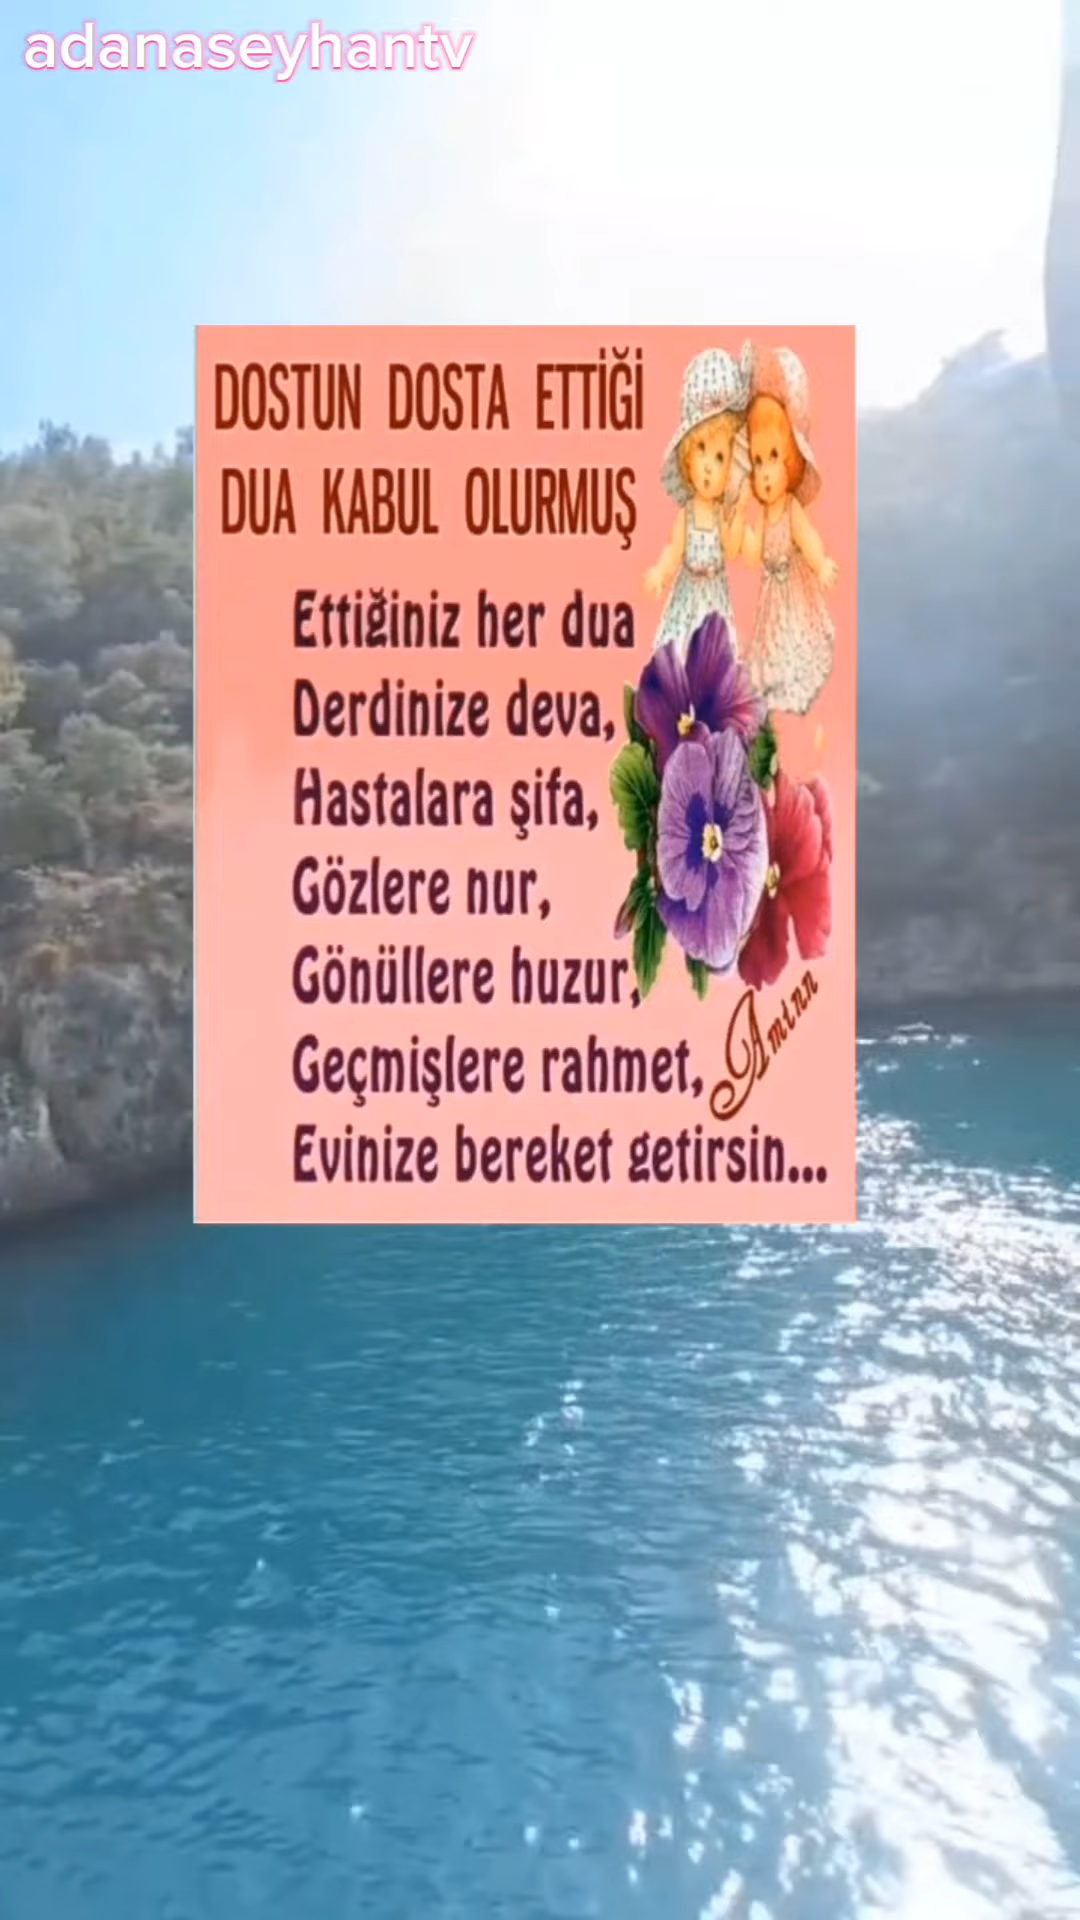 adanaseyhantv
DOSTUN DOSTA ETTİĞİ
DUA KABUL OLURMUŞ
Ettiğiniz her dua
Derdinize deva,
Hastalara şifa,
Gözlere nur,
Gönüllere huzur,
Geçmişlere rahmet,
Evinize bereket getirsin...
Aminn